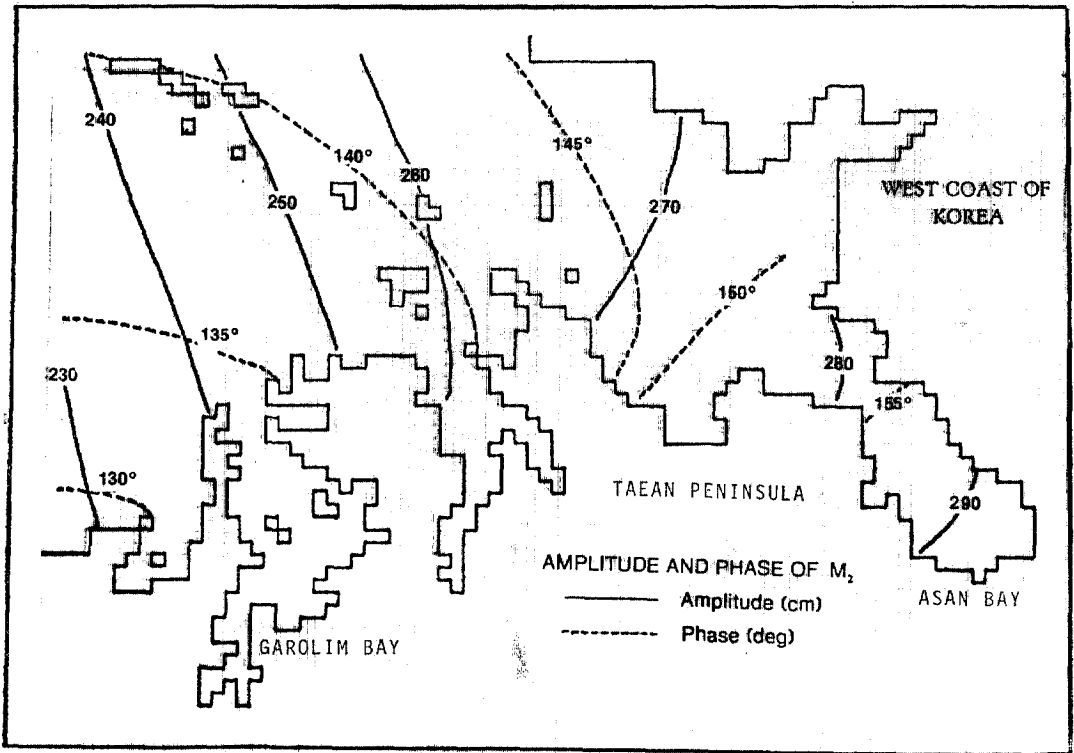 240
140°
260
145°
250
270
WEST COAST OF
KOREA
150°
135°
230
280
155°
130°
290
TAEAN PENINSULA
AMPLITUDE AND PHASE OF M₂
Amplitude (cm)
Phase (deg)
ASAN BAY
GAROLIM BAY